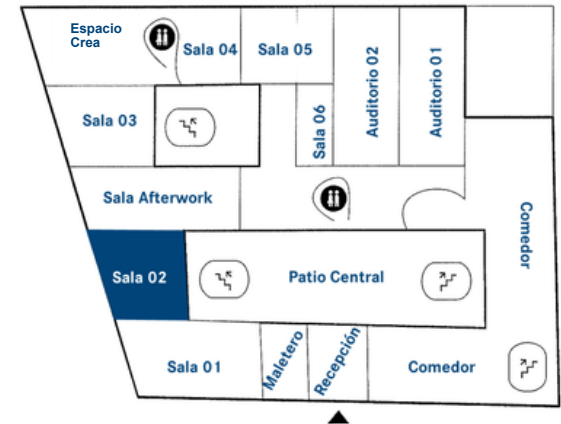 Espacio
Crea
Sala 04
Sala 05
Auditorio 02
Auditorio 01
Sala 03
Sala 06
Sala Afterwork
Comedor
Sala 02
Patio Central
Sala 01
Maletero
Recepción
Comedor